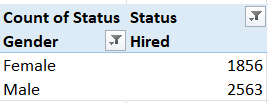 Count of Status Status
Gender Hired
Female 1856
Male 2563